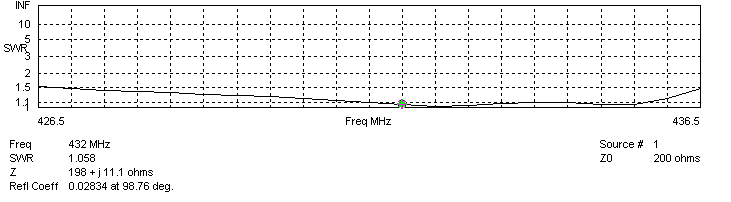 INF
10
5
SWR
3
2
1.5
1.1
1
426.5 Freq MHz 436.5
Freq 432 MHz Source # 1
SWR 1.058 Z0 200 ohms
Z 198 + j 11.1 ohms
Refl Coeff 0.02834 at 98.76 deg.